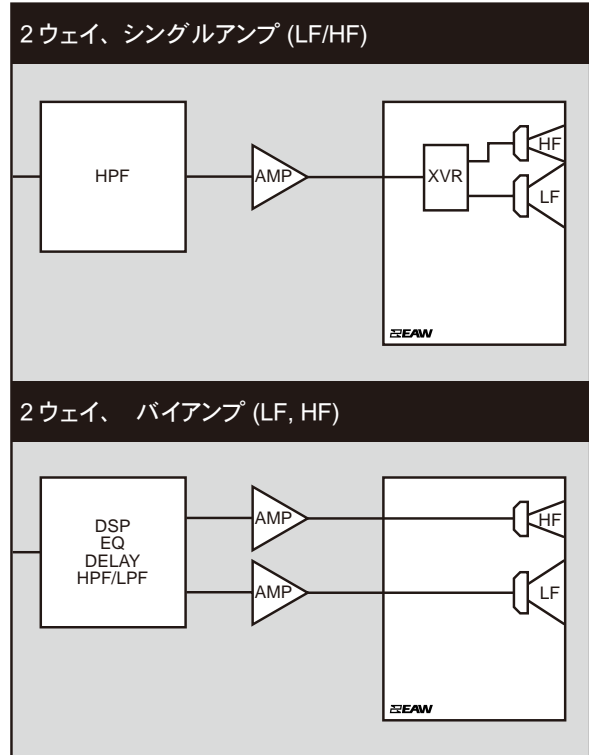 2ウェイ、シングルアンプ (LF/HF)
HPF
AMP
XVR
HF
LF
EAW
2ウェイ、 バイアンプ (LF, HF)
DSP
EQ
DELAY
HPF/LPF
AMP
AMP
HF
LF
EAW